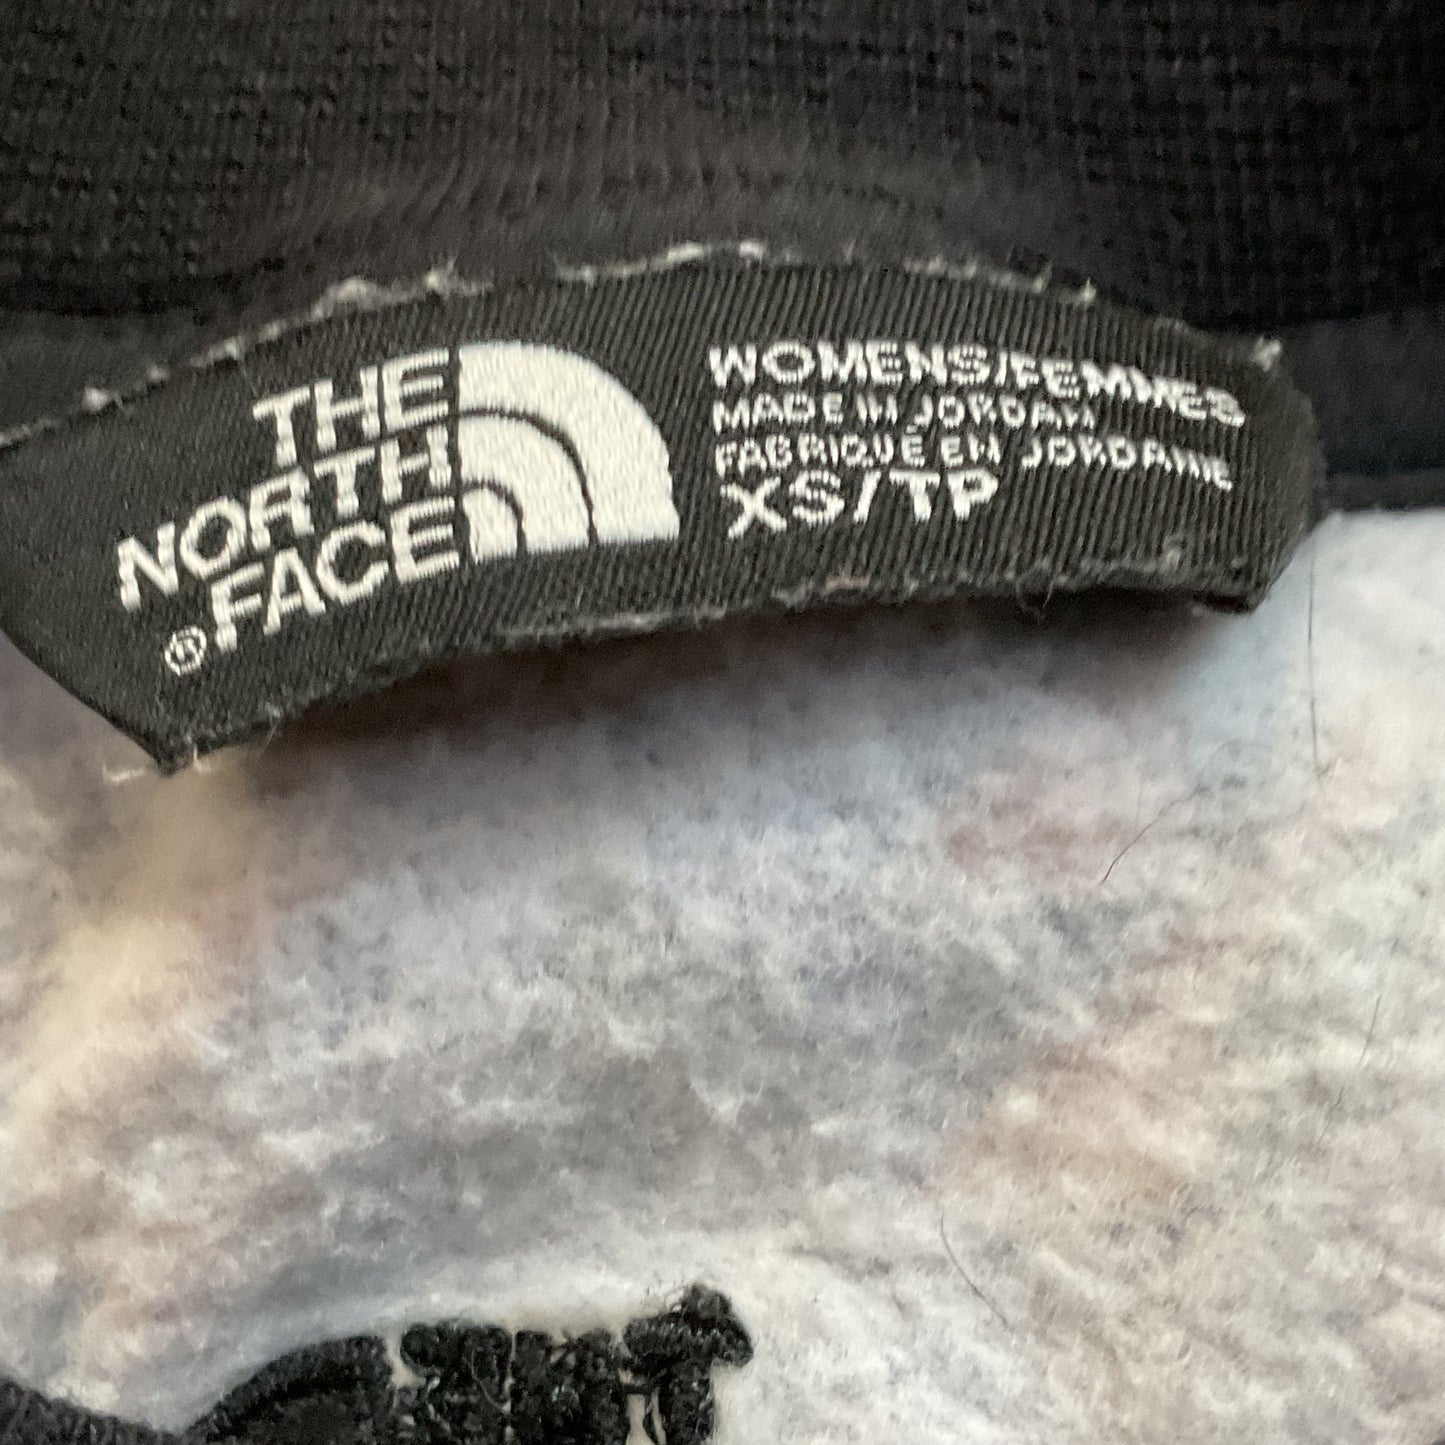 THE
NORTH
FACE
®
WOMENS/FEMMES
MADE IN JORDAN
FABRIQUÉ EN JORDANIE
XS/TP